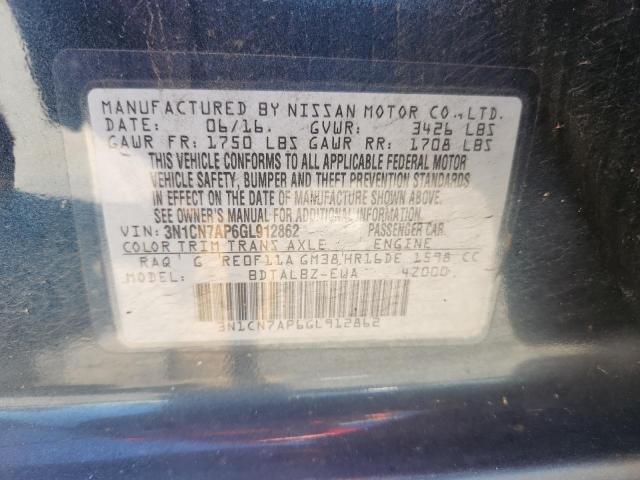 MANUFACTURED BY NISSAN MOTOR CO., LTD.
DATE: 06/16. GVWR: 3426 LBS
GAWR FR: 1750 LBS GAWR RR: 1708 LBS
THIS VEHICLE CONFORMS TO ALL APPLICABLE FEDERAL MOTOR
VEHICLE SAFETY, BUMPER AND THEFT PREVENTION STANDARDS
IN EFFECT ON THE DATE OF MANUFACTURE SHOWN ABOVE.
SEE OWNER'S MANUAL FOR ADDITIONAL INFORMATION.
VIN: 3N1CN7AP6GL912862 PASSENGER CAR
COLOR TRIM TRANS AXLE ENGINE
RAQ G RE0F11A GM38 HR16DE 1598 CC
BDTALBZ-EWA 4Z000
3N1CN7AP6GL912862